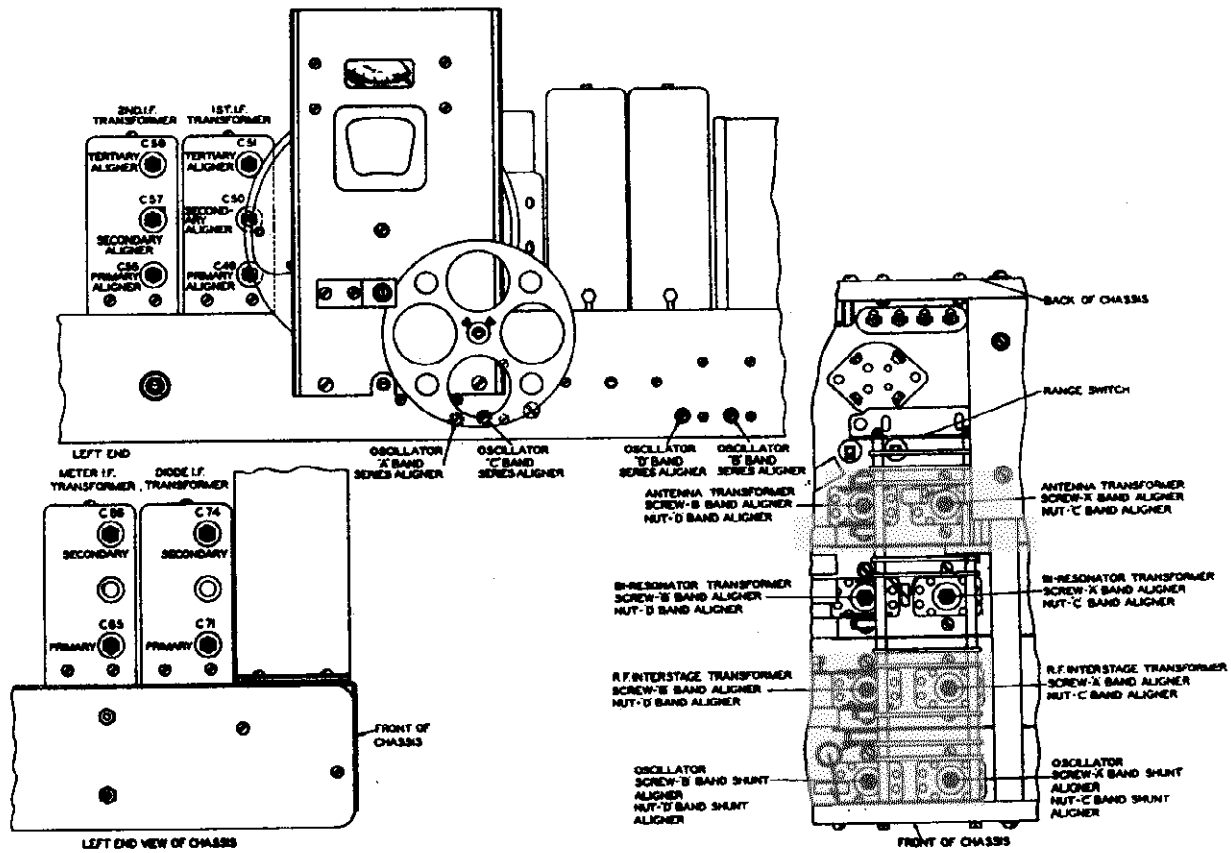 2ND. I.F.
TRANSFORMER
C58
TERTIARY
ALIGNER
C57
SECONDARY
ALIGNER
C56
PRIMARY
ALIGNER
1ST. I.F.
TRANSFORMER
C51
TERTIARY
ALIGNER
C50
SECOND-
ARY
ALIGNER
C49
PRIMARY
ALIGNER
LEFT END
OSCILLATOR
"A" BAND
SERIES ALIGNER
OSCILLATOR
"C" BAND
SERIES ALIGNER
OSCILLATOR
"D" BAND
SERIES ALIGNER
OSCILLATOR
"B" BAND
SERIES ALIGNER
METER I.F.
TRANSFORMER
C66
SECONDARY
C65
PRIMARY
DIODE I.F.
TRANSFORMER
C74
SECONDARY
C71
PRIMARY
FRONT OF
CHASSIS
LEFT END VIEW OF CHASSIS
BACK OF CHASSIS
RANGE SWITCH
ANTENNA TRANSFORMER
SCREW-B BAND ALIGNER
NUT-D BAND ALIGNER
ANTENNA TRANSFORMER
SCREW-"A" BAND ALIGNER
NUT-"C" BAND ALIGNER
BI-RESONATOR TRANSFORMER
SCREW-"B" BAND ALIGNER
NUT-"D" BAND ALIGNER
BI-RESONATOR TRANSFORMER
SCREW-"A" BAND ALIGNER
NUT-"C" BAND ALIGNER
R.F. INTERSTAGE TRANSFORMER
SCREW-"B" BAND ALIGNER
NUT-"D" BAND ALIGNER
R.F. INTERSTAGE TRANSFORMER
SCREW-"A" BAND ALIGNER
NUT-"C" BAND ALIGNER
OSCILLATOR
SCREW-"B" BAND SHUNT
ALIGNER
NUT-"D" BAND SHUNT
ALIGNER
OSCILLATOR
SCREW-"A" BAND SHUNT
ALIGNER
NUT-"C" BAND SHUNT
ALIGNER
FRONT OF CHASSIS